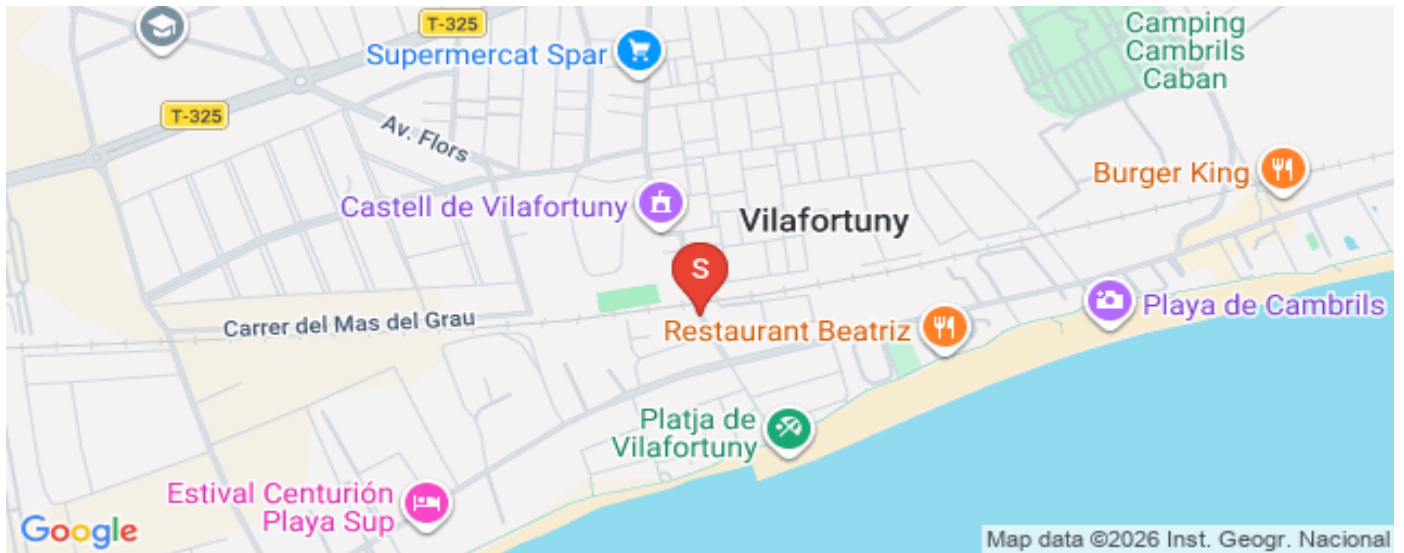 T-325
Camping
Cambrils
Caban
Supermercat Spar
T-325
Av. Flors
Burger King
Castell de Vilafortuny
Vilafortuny
S
Playa de Cambrils
Carrer del Mas del Grau
Restaurant Beatriz
Platja de
Vilafortuny
Estival Centurión
Playa Sup
Google
Map data ©2026 Inst. Geogr. Nacional